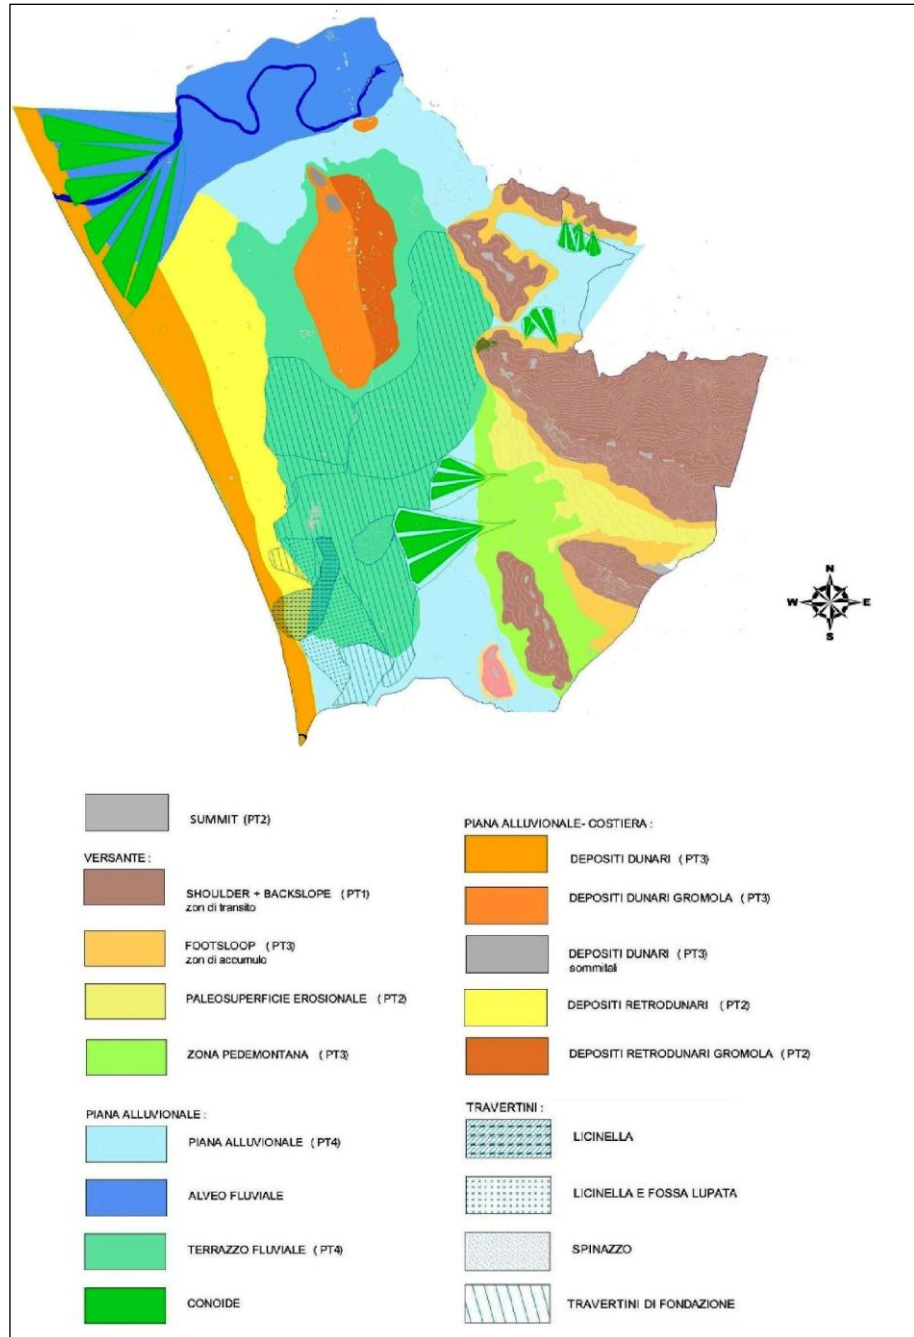 N
W E
S
SUMMIT (PT2)
VERSANTE :
SHOULDER + BACKSLOPE ( PT1)
zon di transito
FOOTSLOOP ( PT3)
zon di accumulo
PALEOSUPERFICIE EROSIONALE ( PT2)
ZONA PEDEMONTANA ( PT3)
PIANA ALLUVIONALE :
PIANA ALLUVIONALE ( PT4)
ALVEO FLUVIALE
TERRAZZO FLUVIALE ( PT4)
CONOIDE
PIANA ALLUVIONALE- COSTIERA :
DEPOSITI DUNARI ( PT3)
DEPOSITI DUNARI GROMOLA ( PT3)
DEPOSITI DUNARI ( PT3)
sommitali
DEPOSITI RETRODUNARI ( PT2)
DEPOSITI RETRODUNARI GROMOLA ( PT2)
TRAVERTINI :
LICINELLA
LICINELLA E FOSSA LUPATA
SPINAZZO
TRAVERTINI DI FONDAZIONE